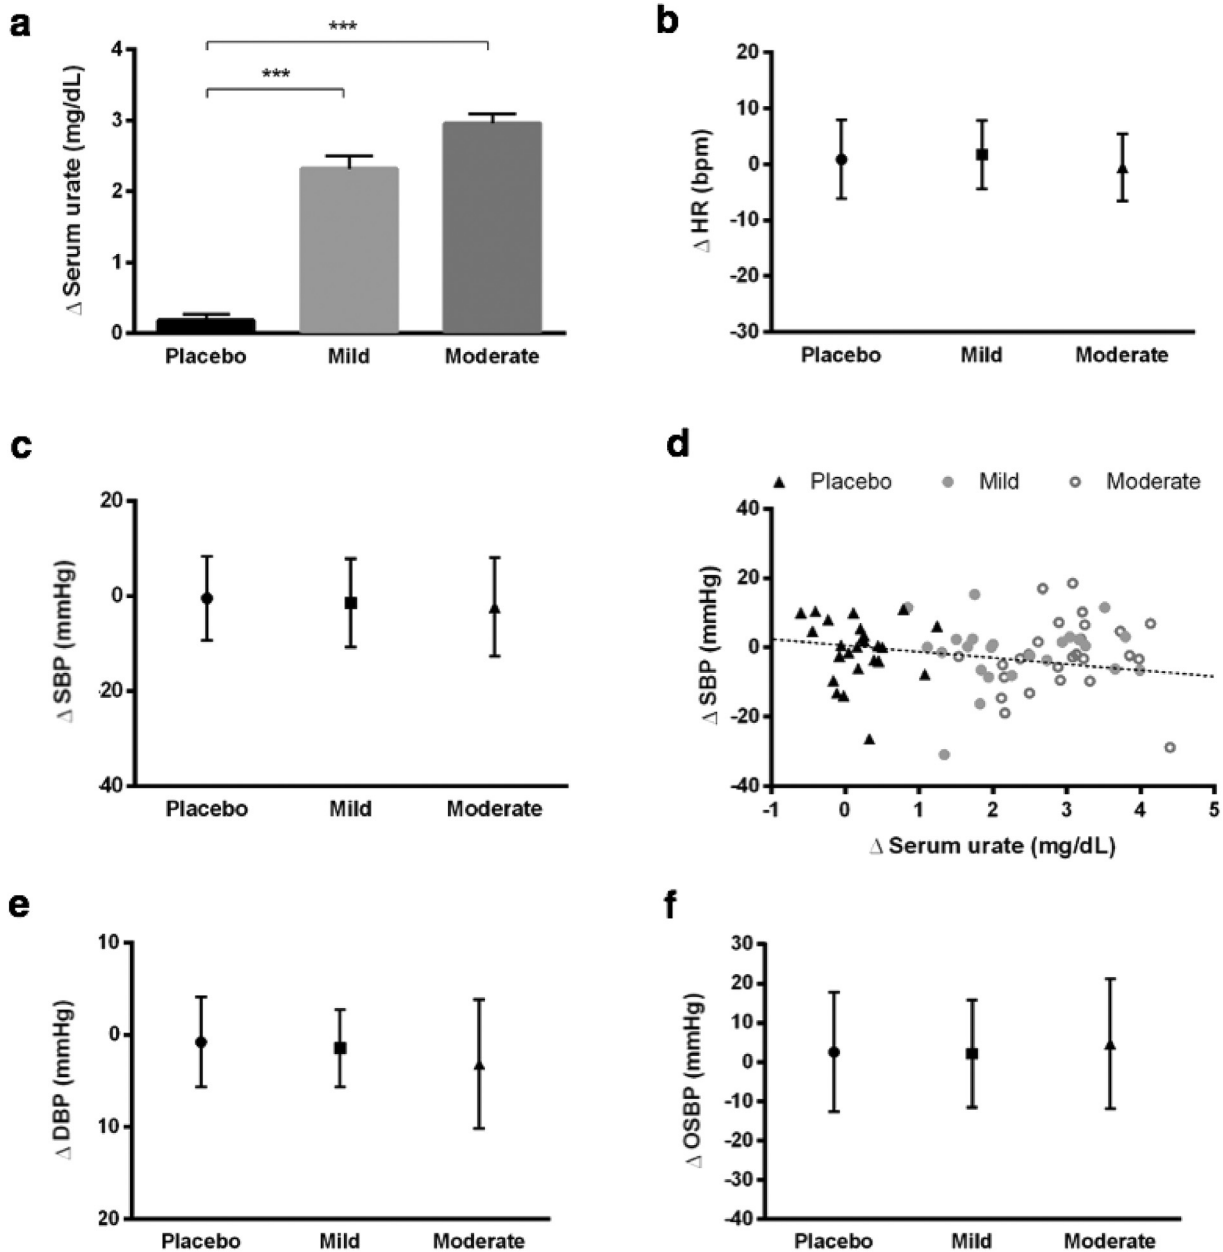 a
***
***
Δ Serum urate (mg/dL)
4
3
2
1
0
Placebo Mild Moderate
b
Δ HR (bpm)
20
10
0
-10
-20
-30
Placebo Mild Moderate
c
Δ SBP (mmHg)
20
0
20
40
Placebo Mild Moderate
d
Placebo Mild Moderate
Δ SBP (mmHg)
40
20
0
-20
-40
-1 0 1 2 3 4 5
Δ Serum urate (mg/dL)
e
Δ DBP (mmHg)
10
0
10
20
Placebo Mild Moderate
f
Δ OSBP (mmHg)
30
20
10
0
-10
-20
-30
-40
Placebo Mild Moderate